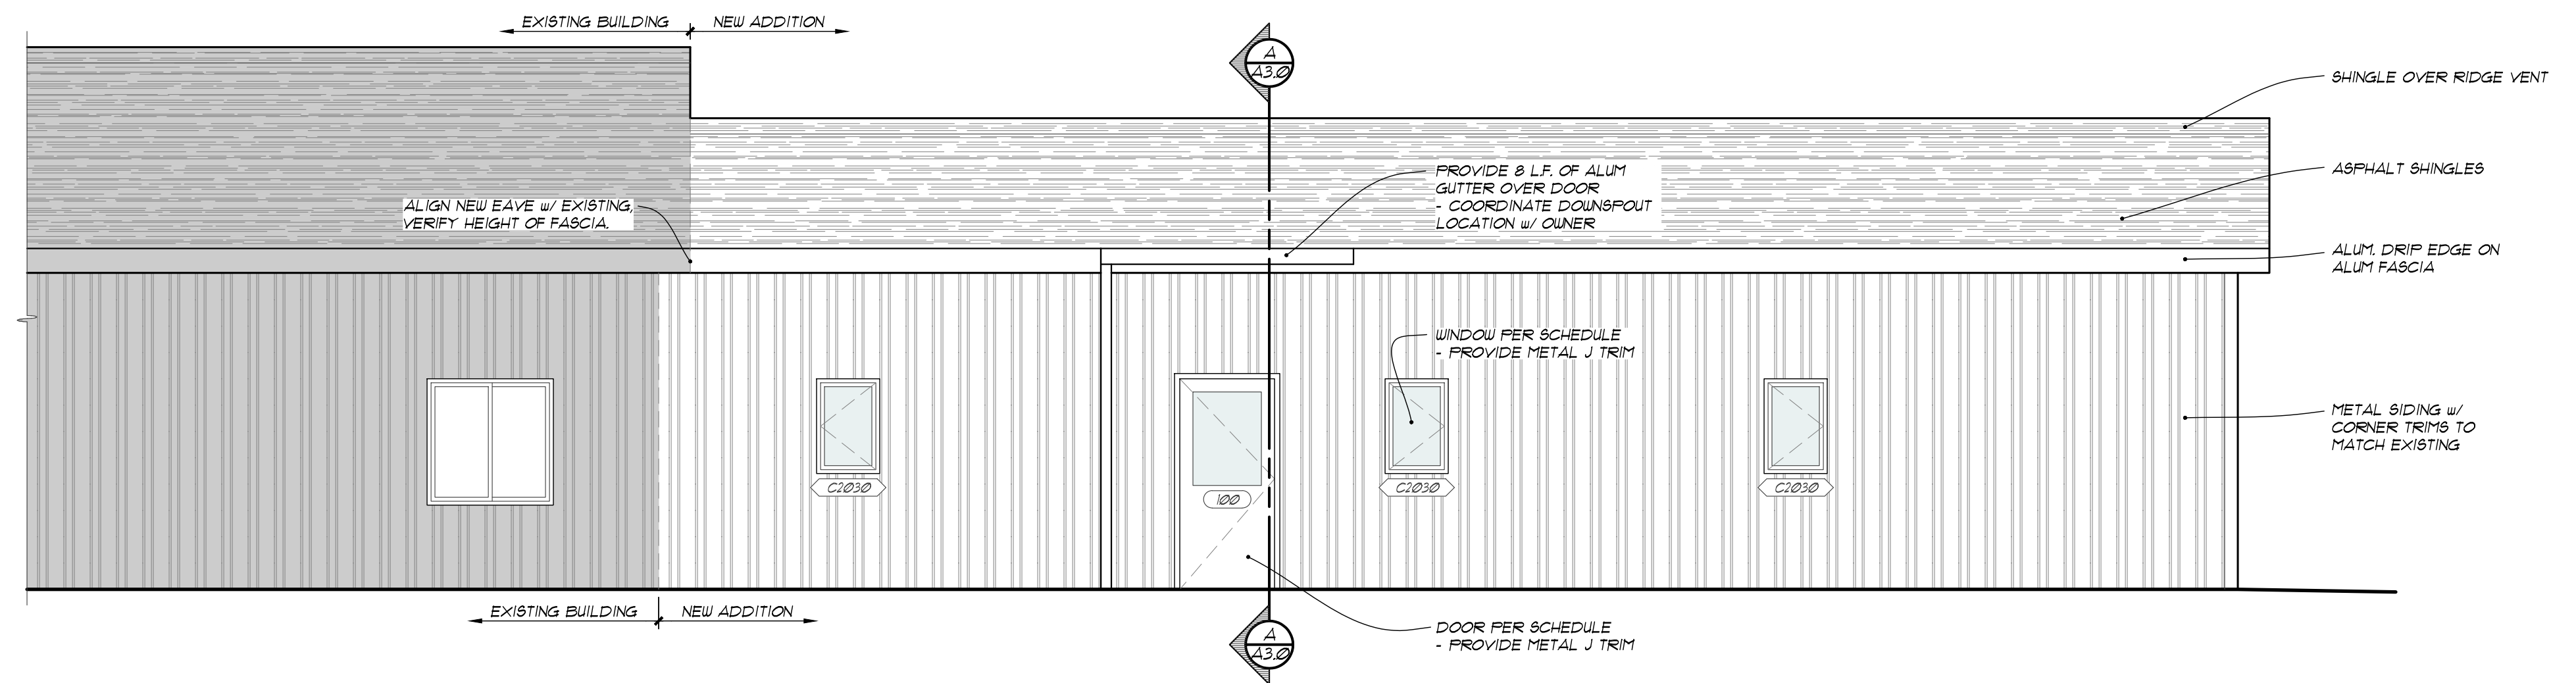 EXISTING BUILDING
NEW ADDITION
A
A3.0
SHINGLE OVER RIDGE VENT
ASPHALT SHINGLES
PROVIDE 8 L.F. OF ALUM
GUTTER OVER DOOR
- COORDINATE DOWNSPOUT
LOCATION w/ OWNER
ALIGN NEW EAVE w/ EXISTING,
VERIFY HEIGHT OF FASCIA.
ALUM. DRIP EDGE ON
ALUM FASCIA
WINDOW PER SCHEDULE
- PROVIDE METAL J TRIM
METAL SIDING w/
CORNER TRIMS TO
MATCH EXISTING
C2030
100
C2030
C2030
EXISTING BUILDING
NEW ADDITION
A
A3.0
DOOR PER SCHEDULE
- PROVIDE METAL J TRIM